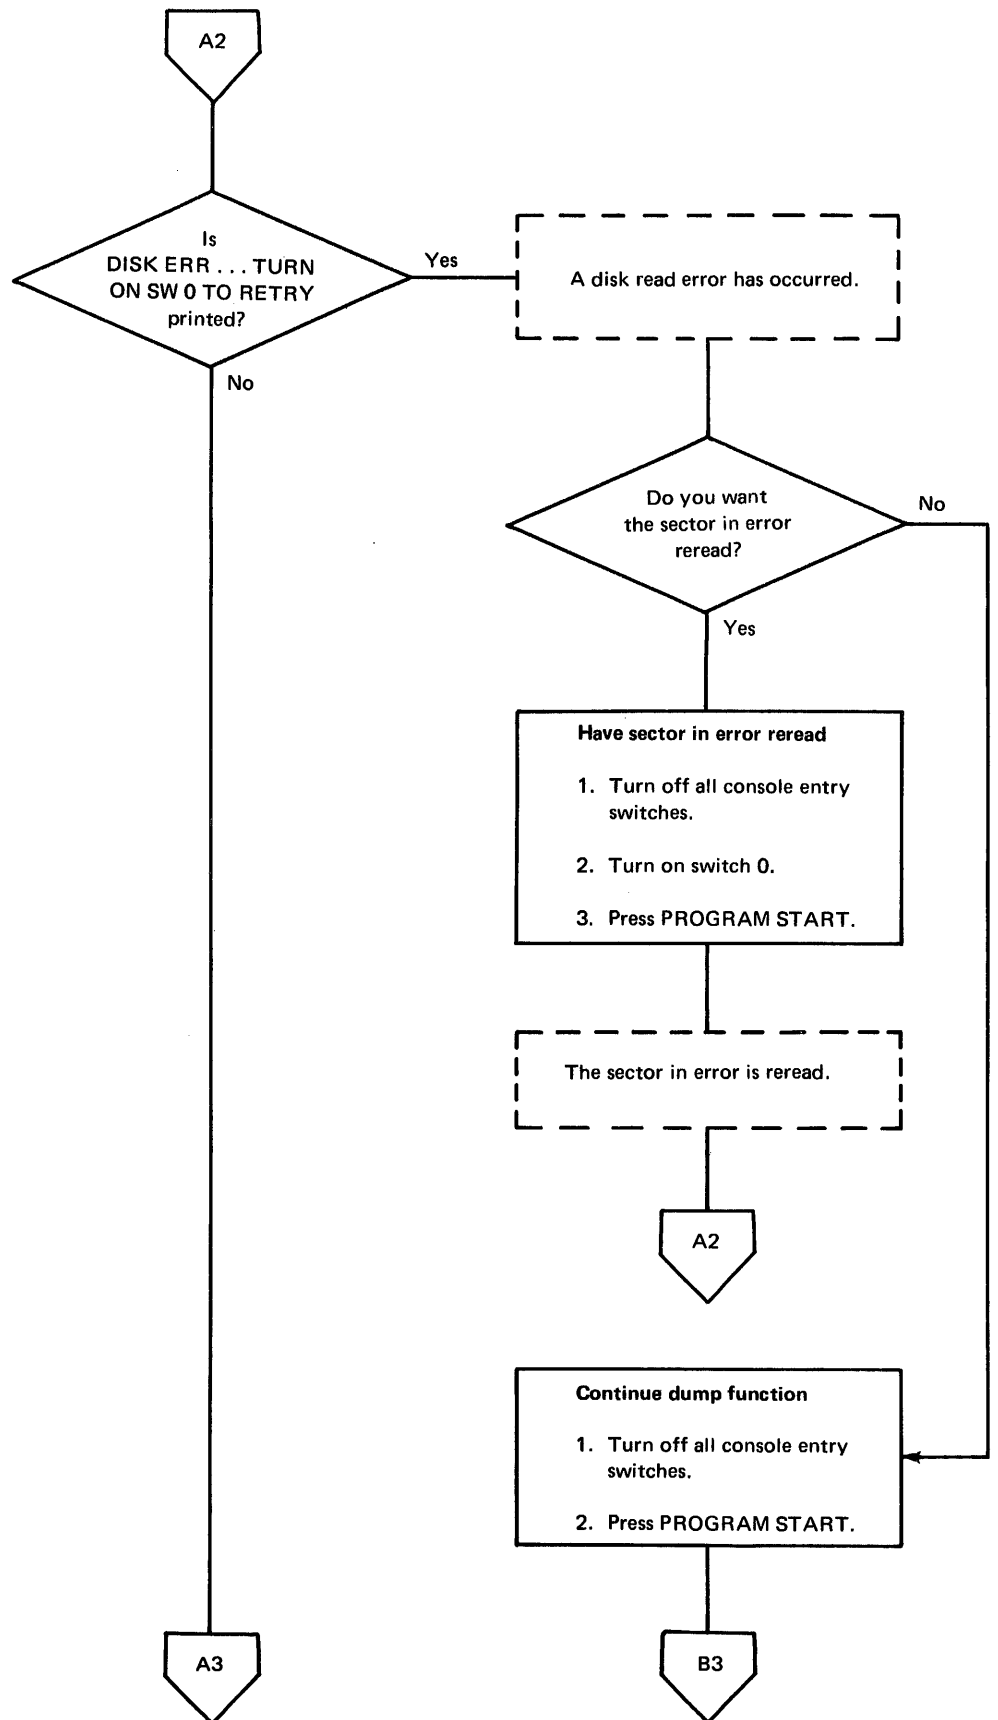 A2
Is
DISK ERR . . . TURN
ON SW 0 TO RETRY
printed?
Yes
A disk read error has occurred.
No
Do you want
the sector in error
reread?
No
Yes
Have sector in error reread
1. Turn off all console entry
switches.
2. Turn on switch 0.
3. Press PROGRAM START.
The sector in error is reread.
A2
Continue dump function
1. Turn off all console entry
switches.
2. Press PROGRAM START.
A3
B3